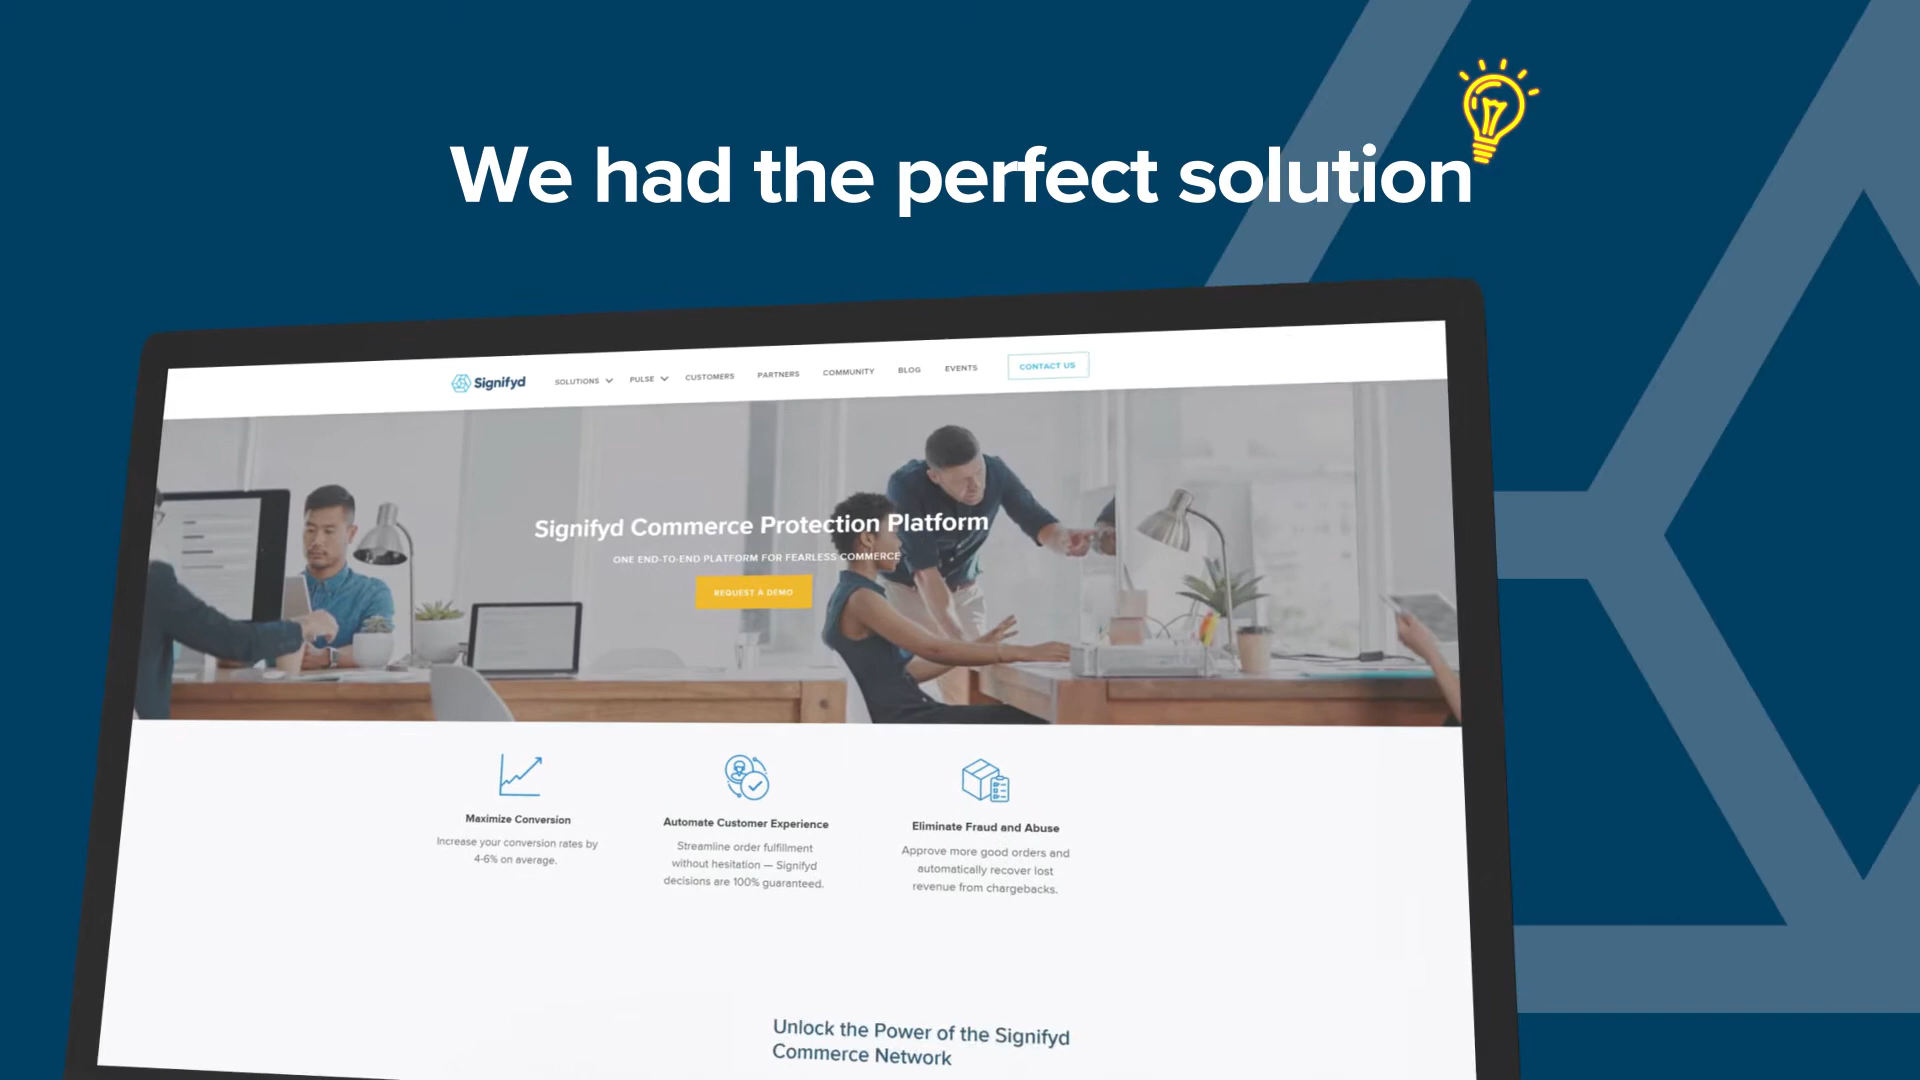 We had the perfect solution
Signifyd
SOLUTIONS
PULSE
CUSTOMERS
PARTNERS
COMMUNITY
BLOG
EVENTS
CONTACT US
Signifyd Commerce Protection Platform
ONE END-TO-END PLATFORM FOR FEARLESS COMMERCE
REQUEST A DEMO
Maximize Conversion
Increase your conversion rates by
4-6% on average.
Automate Customer Experience
Streamline order fulfillment
without hesitation — Signifyd
decisions are 100% guaranteed.
Eliminate Fraud and Abuse
Approve more good orders and
automatically recover lost
revenue from chargebacks.
Unlock the Power of the Signifyd
Commerce Network